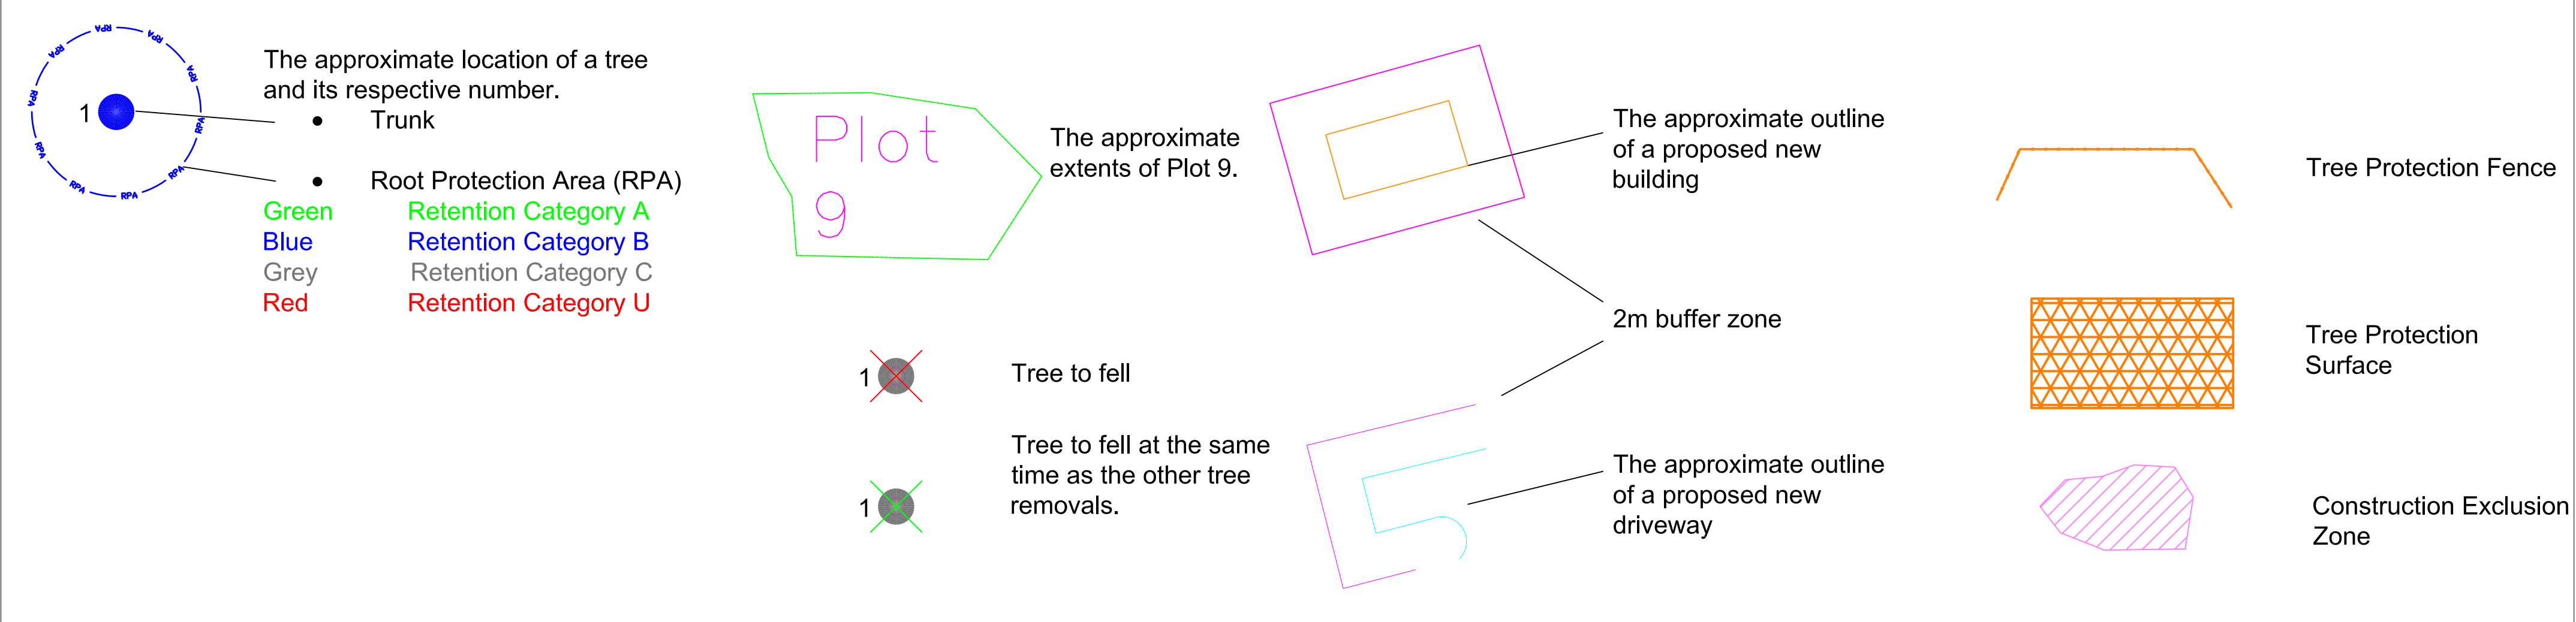 RPA RPA RPA RPA RPA RPA RPA RPA RPA RPA
1
The approximate location of a tree
and its respective number.
• Trunk
• Root Protection Area (RPA)
Green Retention Category A
Blue Retention Category B
Grey Retention Category C
Red Retention Category U
Plot
9
The approximate
extents of Plot 9.
1 Tree to fell
1
Tree to fell at the same
time as the other tree
removals.
The approximate outline
of a proposed new
building
2m buffer zone
The approximate outline
of a proposed new
driveway
Tree Protection Fence
Tree Protection
Surface
Construction Exclusion
Zone